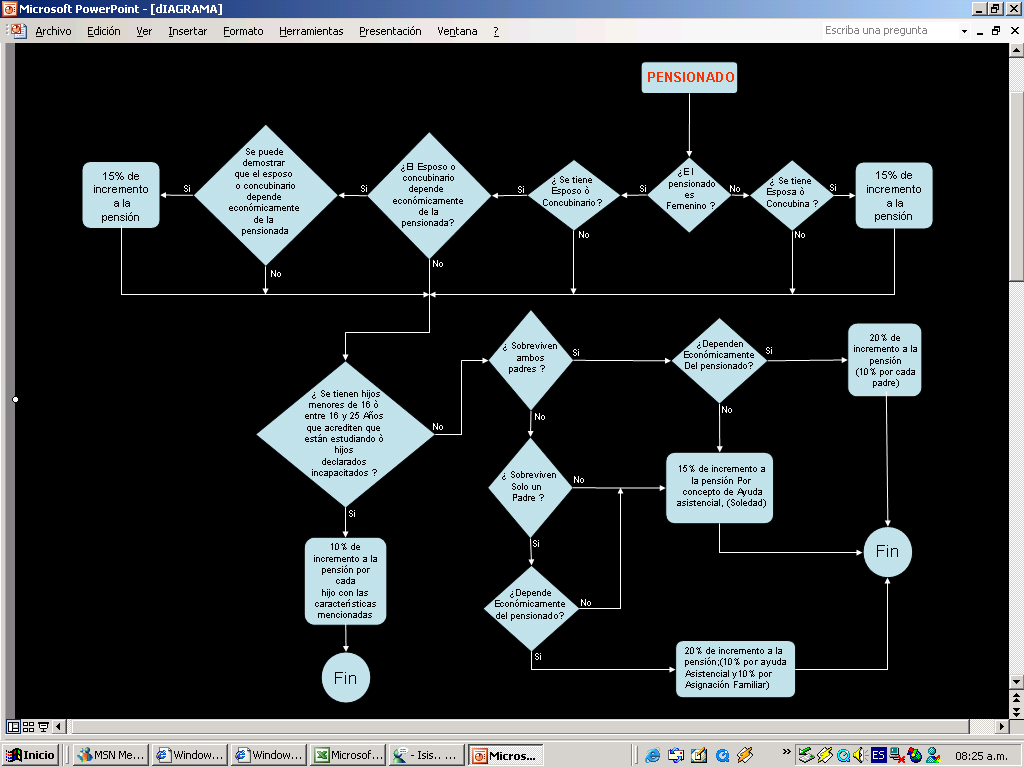 Microsoft PowerPoint - [dIAGRAMA]
Archivo Edición Ver Insertar Formato Herramientas Presentación Ventana ?
Escriba una pregunta
PENSIONADO
15% de
incremento
a la
pensión
Si
Se puede
demostrar
que el esposo
o concubinario
depende
económicamente
de la
pensionada
Si
¿El Esposo o
concubinario
depende
económicamente
de la
pensionada?
Si
¿ Se tiene
Esposo ò
Concubinario ?
Si
¿E l
pensionado
es
Femenino ?
No
¿ Se tiene
Esposa ò
Concubina ?
Si
15% de
incremento
a la
pensión
No
No
No
No
¿ Se tienen hijos
menores de 16 ò
entre 16 y 25 Años
que acrediten que
están estudiando ò
hijos
declarados
incapacitados ?
No
Si
10% de
incremento a la
pensión por
cada
hijo con las
características
mencionadas
Fin
¿ Sobreviven
ambos
padres ?
Si
No
¿Dependen
Económicamente
Del pensionado?
Si
No
20% de
incremento a la
pensión
(10% por cada
padre)
¿ Sobreviven
Solo un
Padre ?
No
Si
15% de incremento a
la pensión Por
concepto de Ayuda
asistencial, (Soledad)
Fin
¿Depende
Económicamente
del pensionado?
No
Si
20% de incremento a la
pensión;(10% por ayuda
Asistencial y10% por
Asignación Familiar)
Inicio
MSN Me...
Window...
Window...
Microsof...
- Isis.. ...
Micros...
»
ES
08:25 a.m.